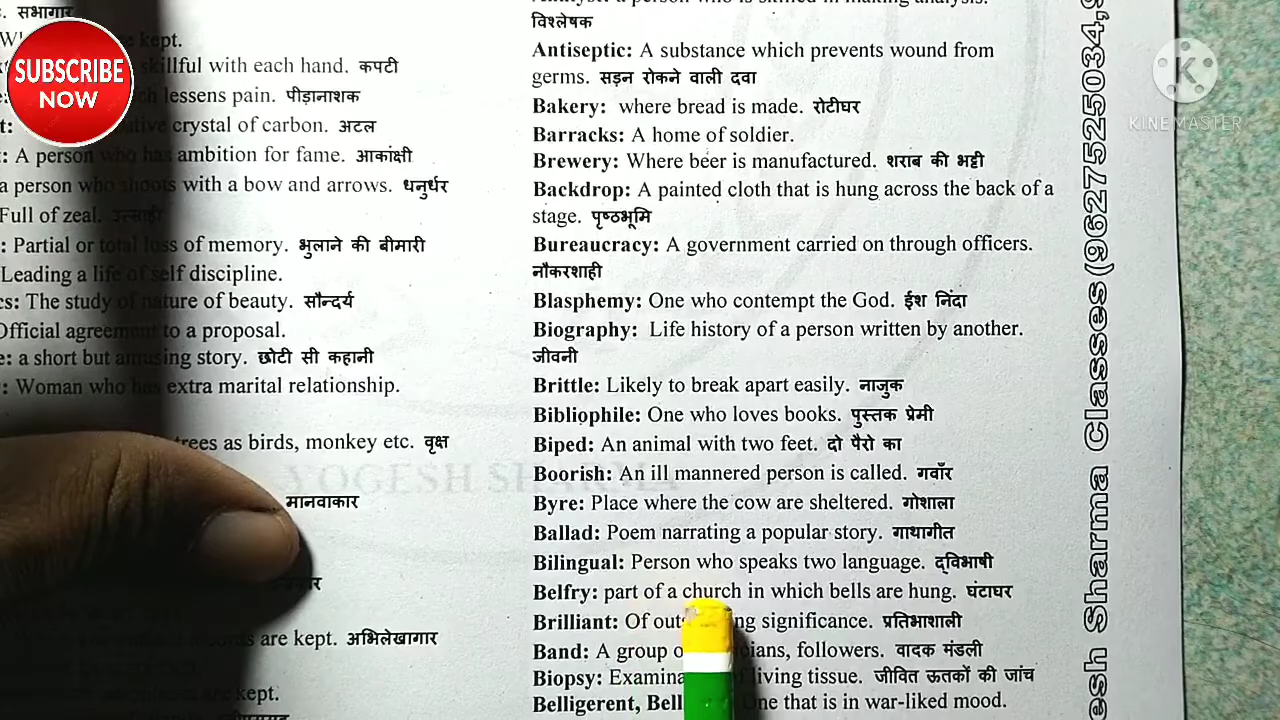 SUBSCRIBE
NOW
सभागार
kept.
skillful with each hand. कपटी
lessens pain. पीड़ानाशक
crystal of carbon. अटल
A person who has ambition for fame. आकांक्षी
a person who shoots with a bow and arrows. धनुर्धर
Full of zeal. उत्साही
Partial or total loss of memory. भुलाने की बीमारी
Leading a life of self discipline.
The study of nature of beauty. सौन्दर्य
Official agreement to a proposal.
a short but amusing story. छोटी सी कहानी
Woman who has extra marital relationship.
trees as birds, monkey etc. वृक्ष
YOGESH SHARMA
मानवाकार
are kept. अभिलेखागार
are kept.
विश्लेषक
Antiseptic: A substance which prevents wound from
germs. सड़न रोकने वाली दवा
Bakery: where bread is made. रोटीघर
Barracks: A home of soldier.
Brewery: Where beer is manufactured. शराब की भट्टी
Backdrop: A painted cloth that is hung across the back of a
stage. पृष्ठभूमि
Bureaucracy: A government carried on through officers.
नौकरशाही
Blasphemy: One who contempt the God. ईश निंदा
Biography: Life history of a person written by another.
जीवनी
Brittle: Likely to break apart easily. नाजुक
Bibliophile: One who loves books. पुस्तक प्रेमी
Biped: An animal with two feet. दो पैरो का
Boorish: An ill mannered person is called. गवाँर
Byre: Place where the cow are sheltered. गोशाला
Ballad: Poem narrating a popular story. गाथागीत
Bilingual: Person who speaks two language. द्विभाषी
Belfry: part of a church in which bells are hung. घंटाघर
Brilliant: Of significance. प्रतिभाशाली
Band: A group followers. वादक मंडली
Biopsy: living tissue. जीवित ऊतकों की जांच
Belligerent, One that is in war-liked mood.
Sharma Classes(9627525034,
KINEMASTER